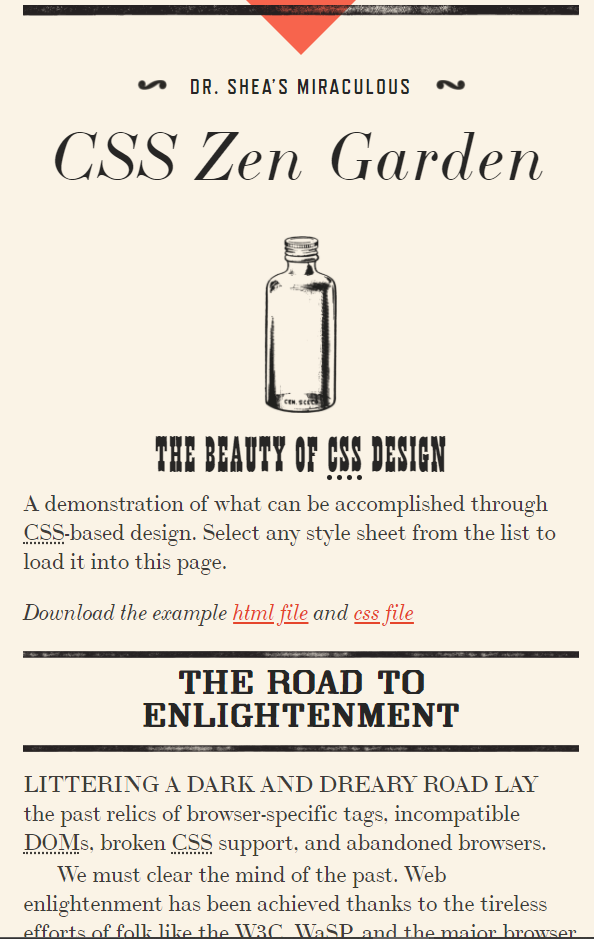 DR. SHEA'S MIRACULOUS
CSS Zen Garden
THE BEAUTY OF CSS DESIGN
A demonstration of what can be accomplished through
CSS-based design. Select any style sheet from the list to
load it into this page.
Download the example html file and css file
THE ROAD TO
ENLIGHTENMENT
LITTERING A DARK AND DREARY ROAD LAY
the past relics of browser-specific tags, incompatible
DOMs, broken CSS support, and abandoned browsers.
We must clear the mind of the past. Web
enlightenment has been achieved thanks to the tireless
efforts of folk like the W3C, WaSP, and the major browser